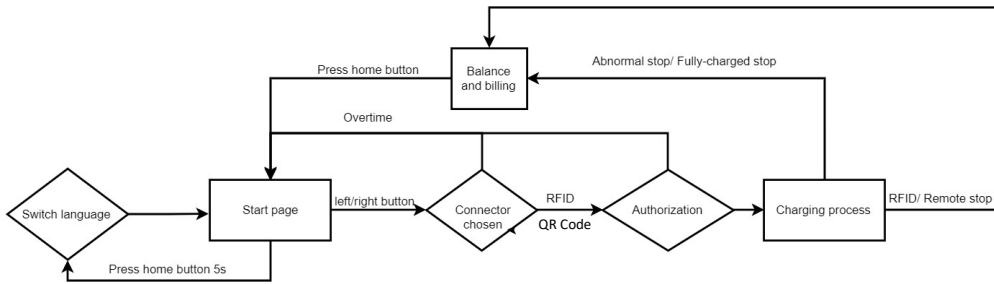 Abnormal stop/ Fully-charged stop
Press home button
Balance
and billing
Overtime
Switch language
Start page
left/right button
Connector
chosen
RFID
QR Code
Authorization
Charging process
RFID/ Remote stop
Press home button 5s